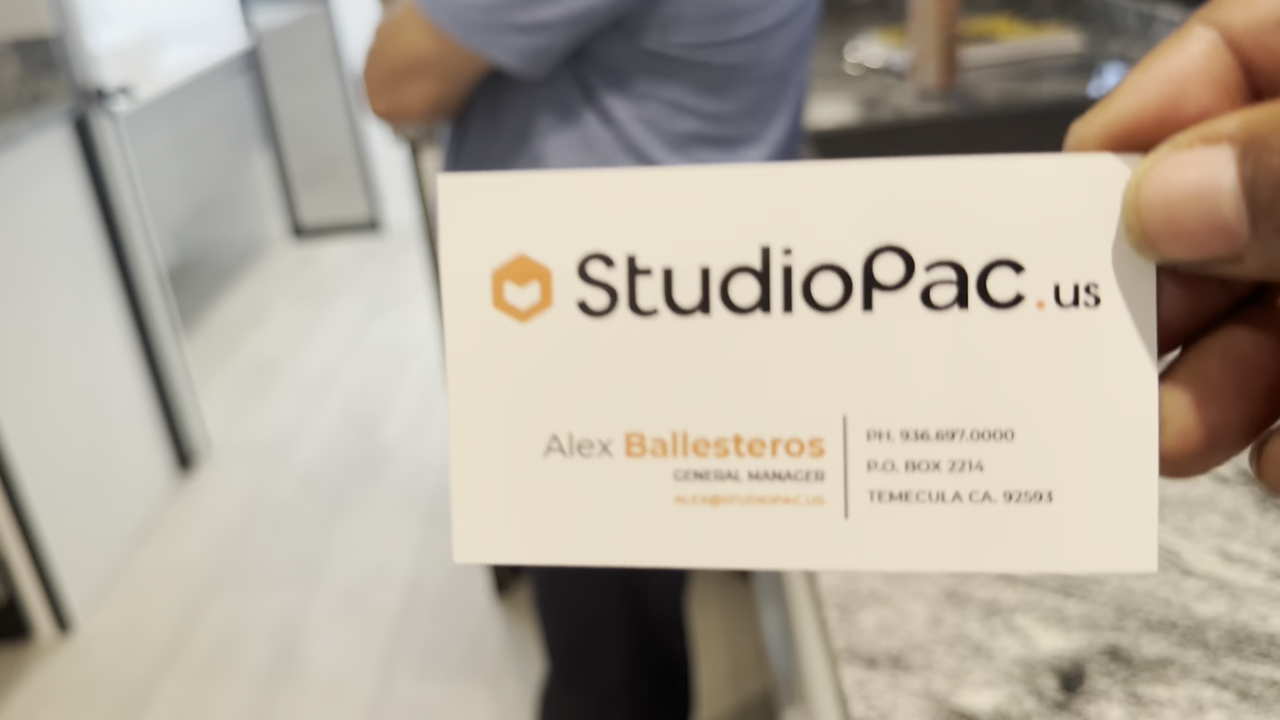 StudioPac.us
Alex Ballesteros
GENERAL MANAGER
ALEX@STUDIOPAC.US
PH. 936.697.0000
P.O. BOX 2214
TEMECULA CA. 92593